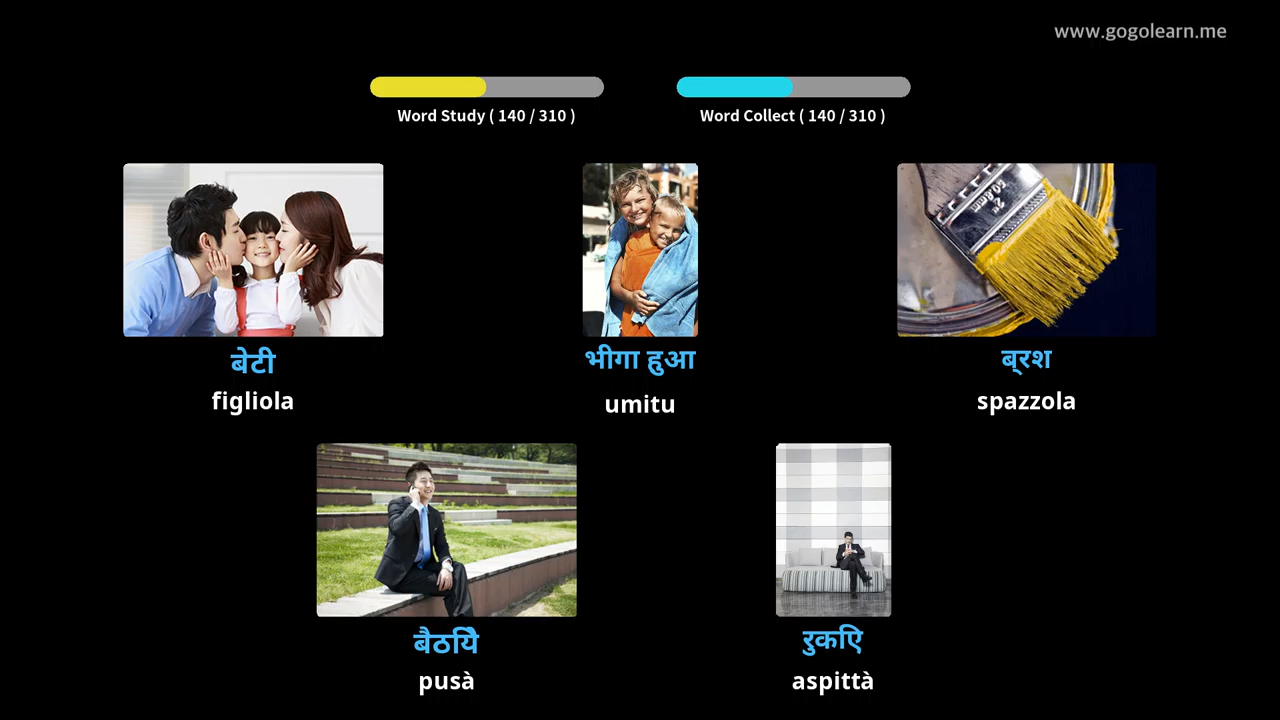 www.gogolearn.me
Word Study ( 140 / 310 )
Word Collect ( 140 / 310 )
बेटी
figliola
भीगा हुआ
umitu
ब्रश
spazzola
बैठिये
pusà
रुकिए
aspittà